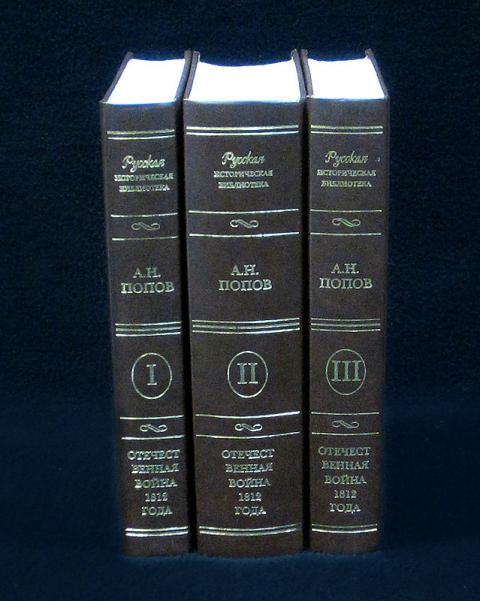 Русская
ИСТОРИЧЕСКАЯ
БИБЛИОТЕКА
А.Н.
ПОПОВ
I
ОТЕЧЕСТ
ВЕННАЯ
ВОЙНА
1812
ГОДА
Русская
ИСТОРИЧЕСКАЯ
БИБЛИОТЕКА
А.Н.
ПОПОВ
II
ОТЕЧЕСТ
ВЕННАЯ
ВОЙНА
1812
ГОДА
Русская
ИСТОРИЧЕСКАЯ
БИБЛИОТЕКА
А.Н.
ПОПОВ
III
ОТЕЧЕСТ
ВЕННАЯ
ВОЙНА
1812
ГОДА